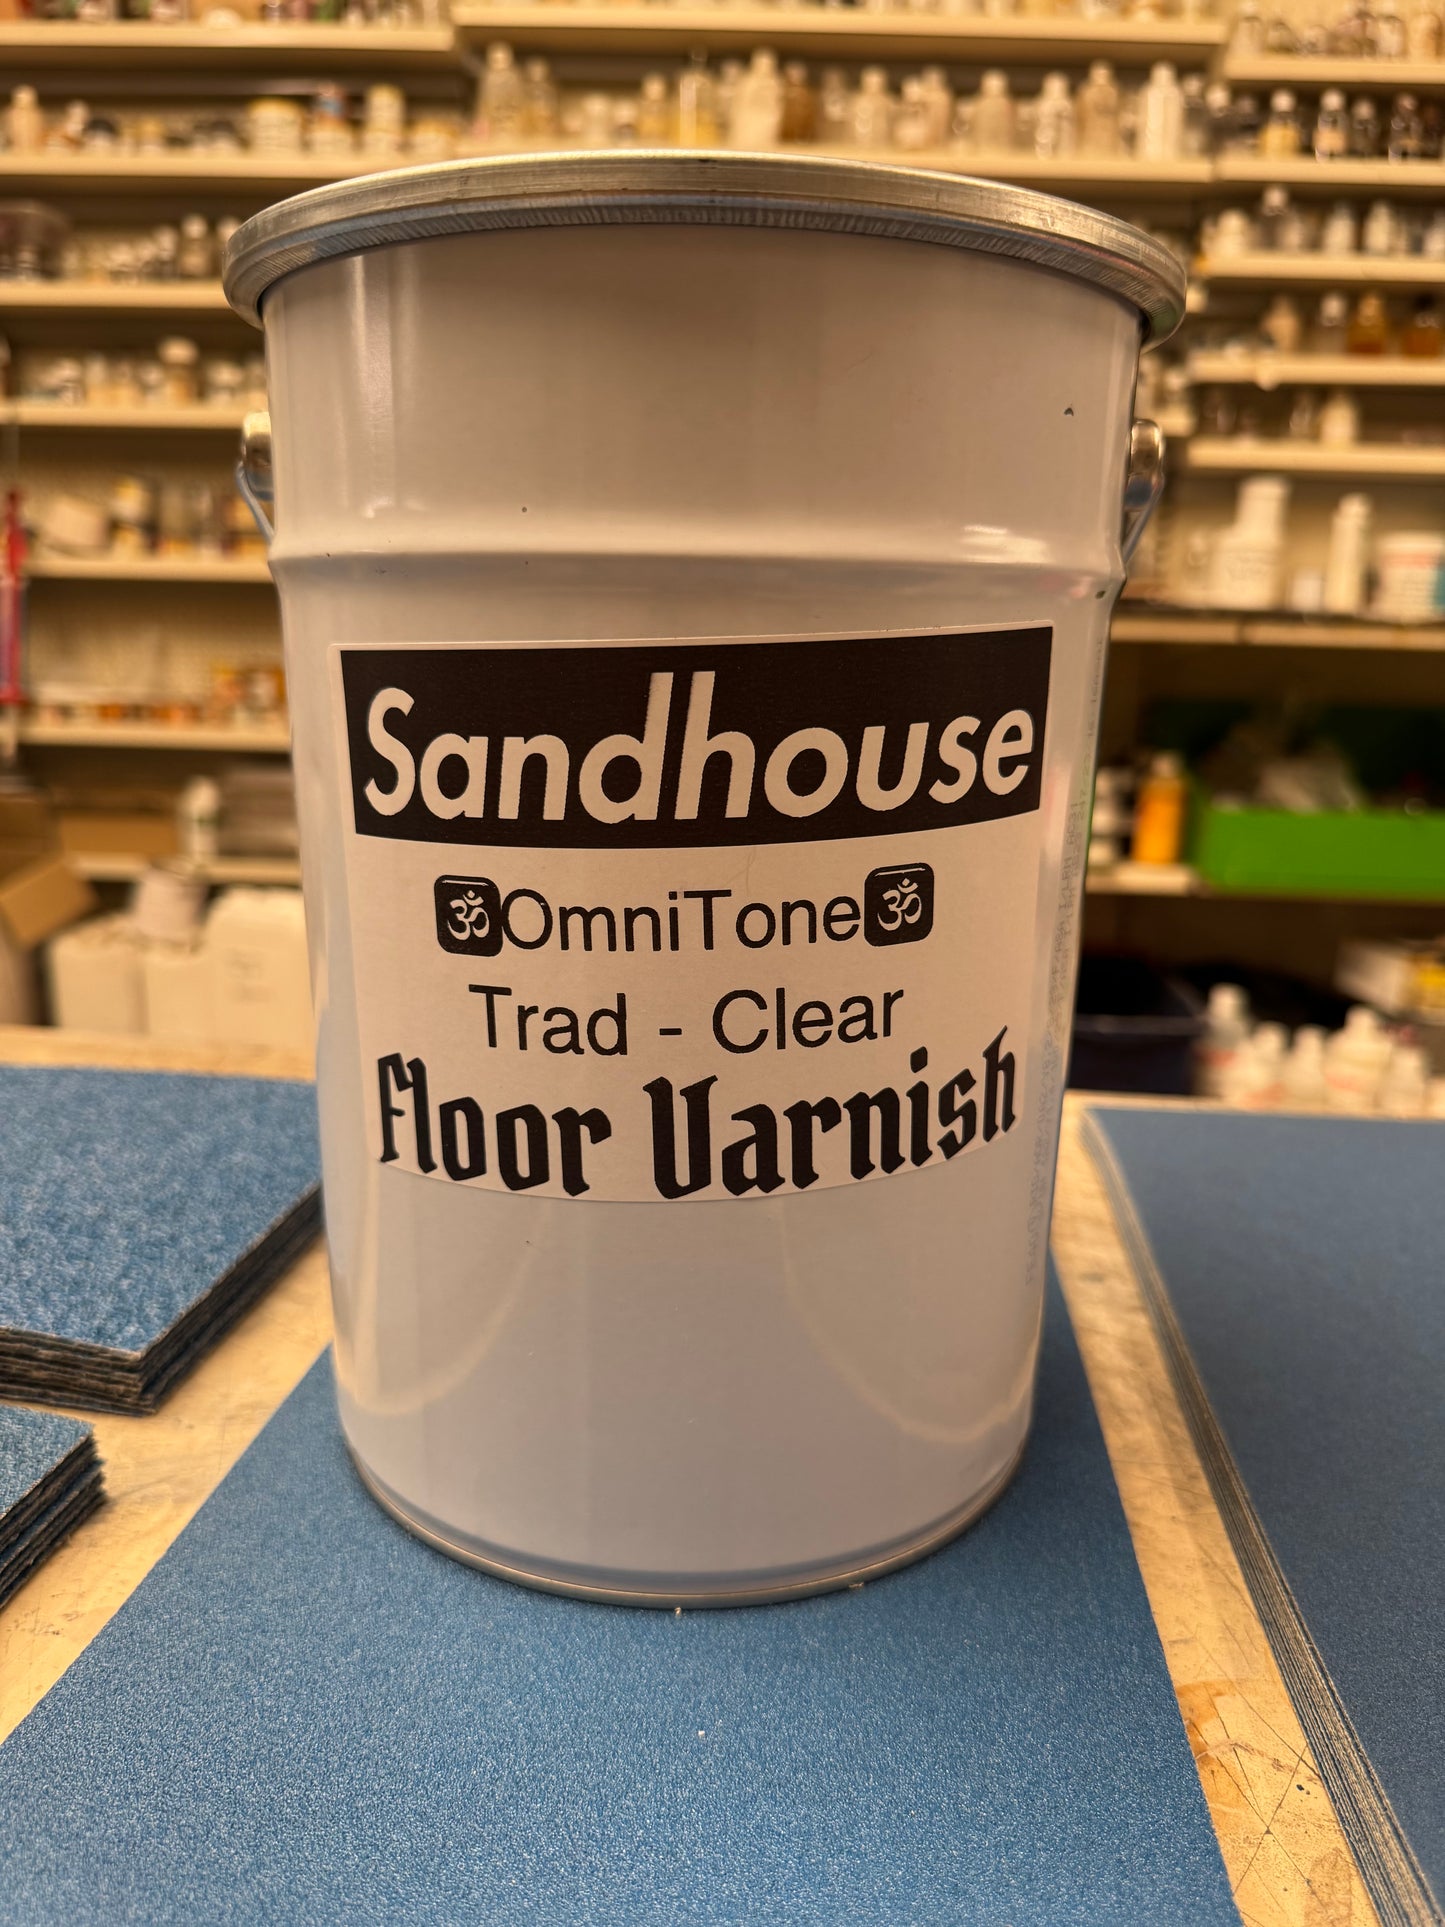 Sandhouse
🕉OmniTone🕉
Trad - Clear
Floor Varnish